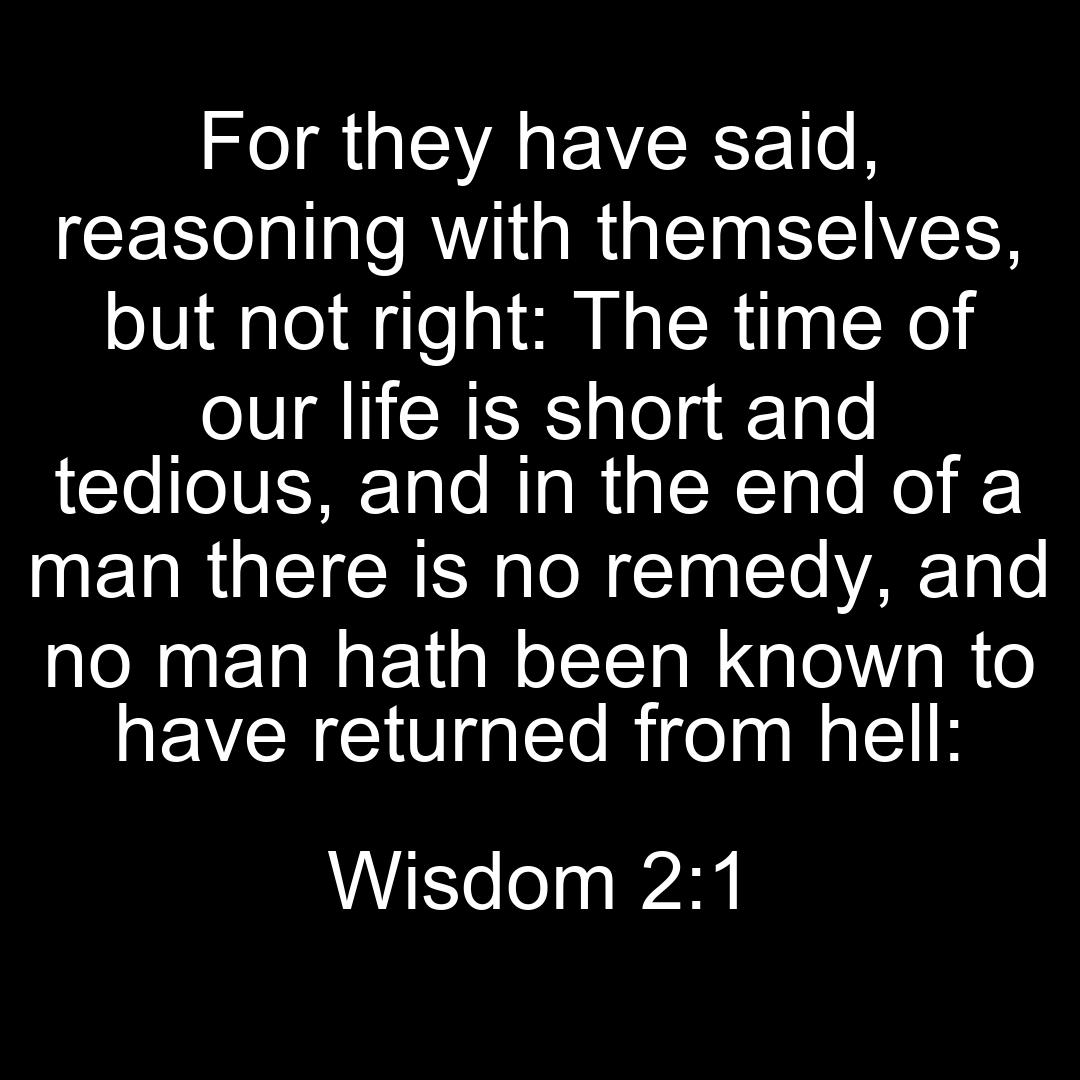 For they have said,
reasoning with themselves,
but not right: The time of
our life is short and
tedious, and in the end of a
man there is no remedy, and
no man hath been known to
have returned from hell:
Wisdom 2:1